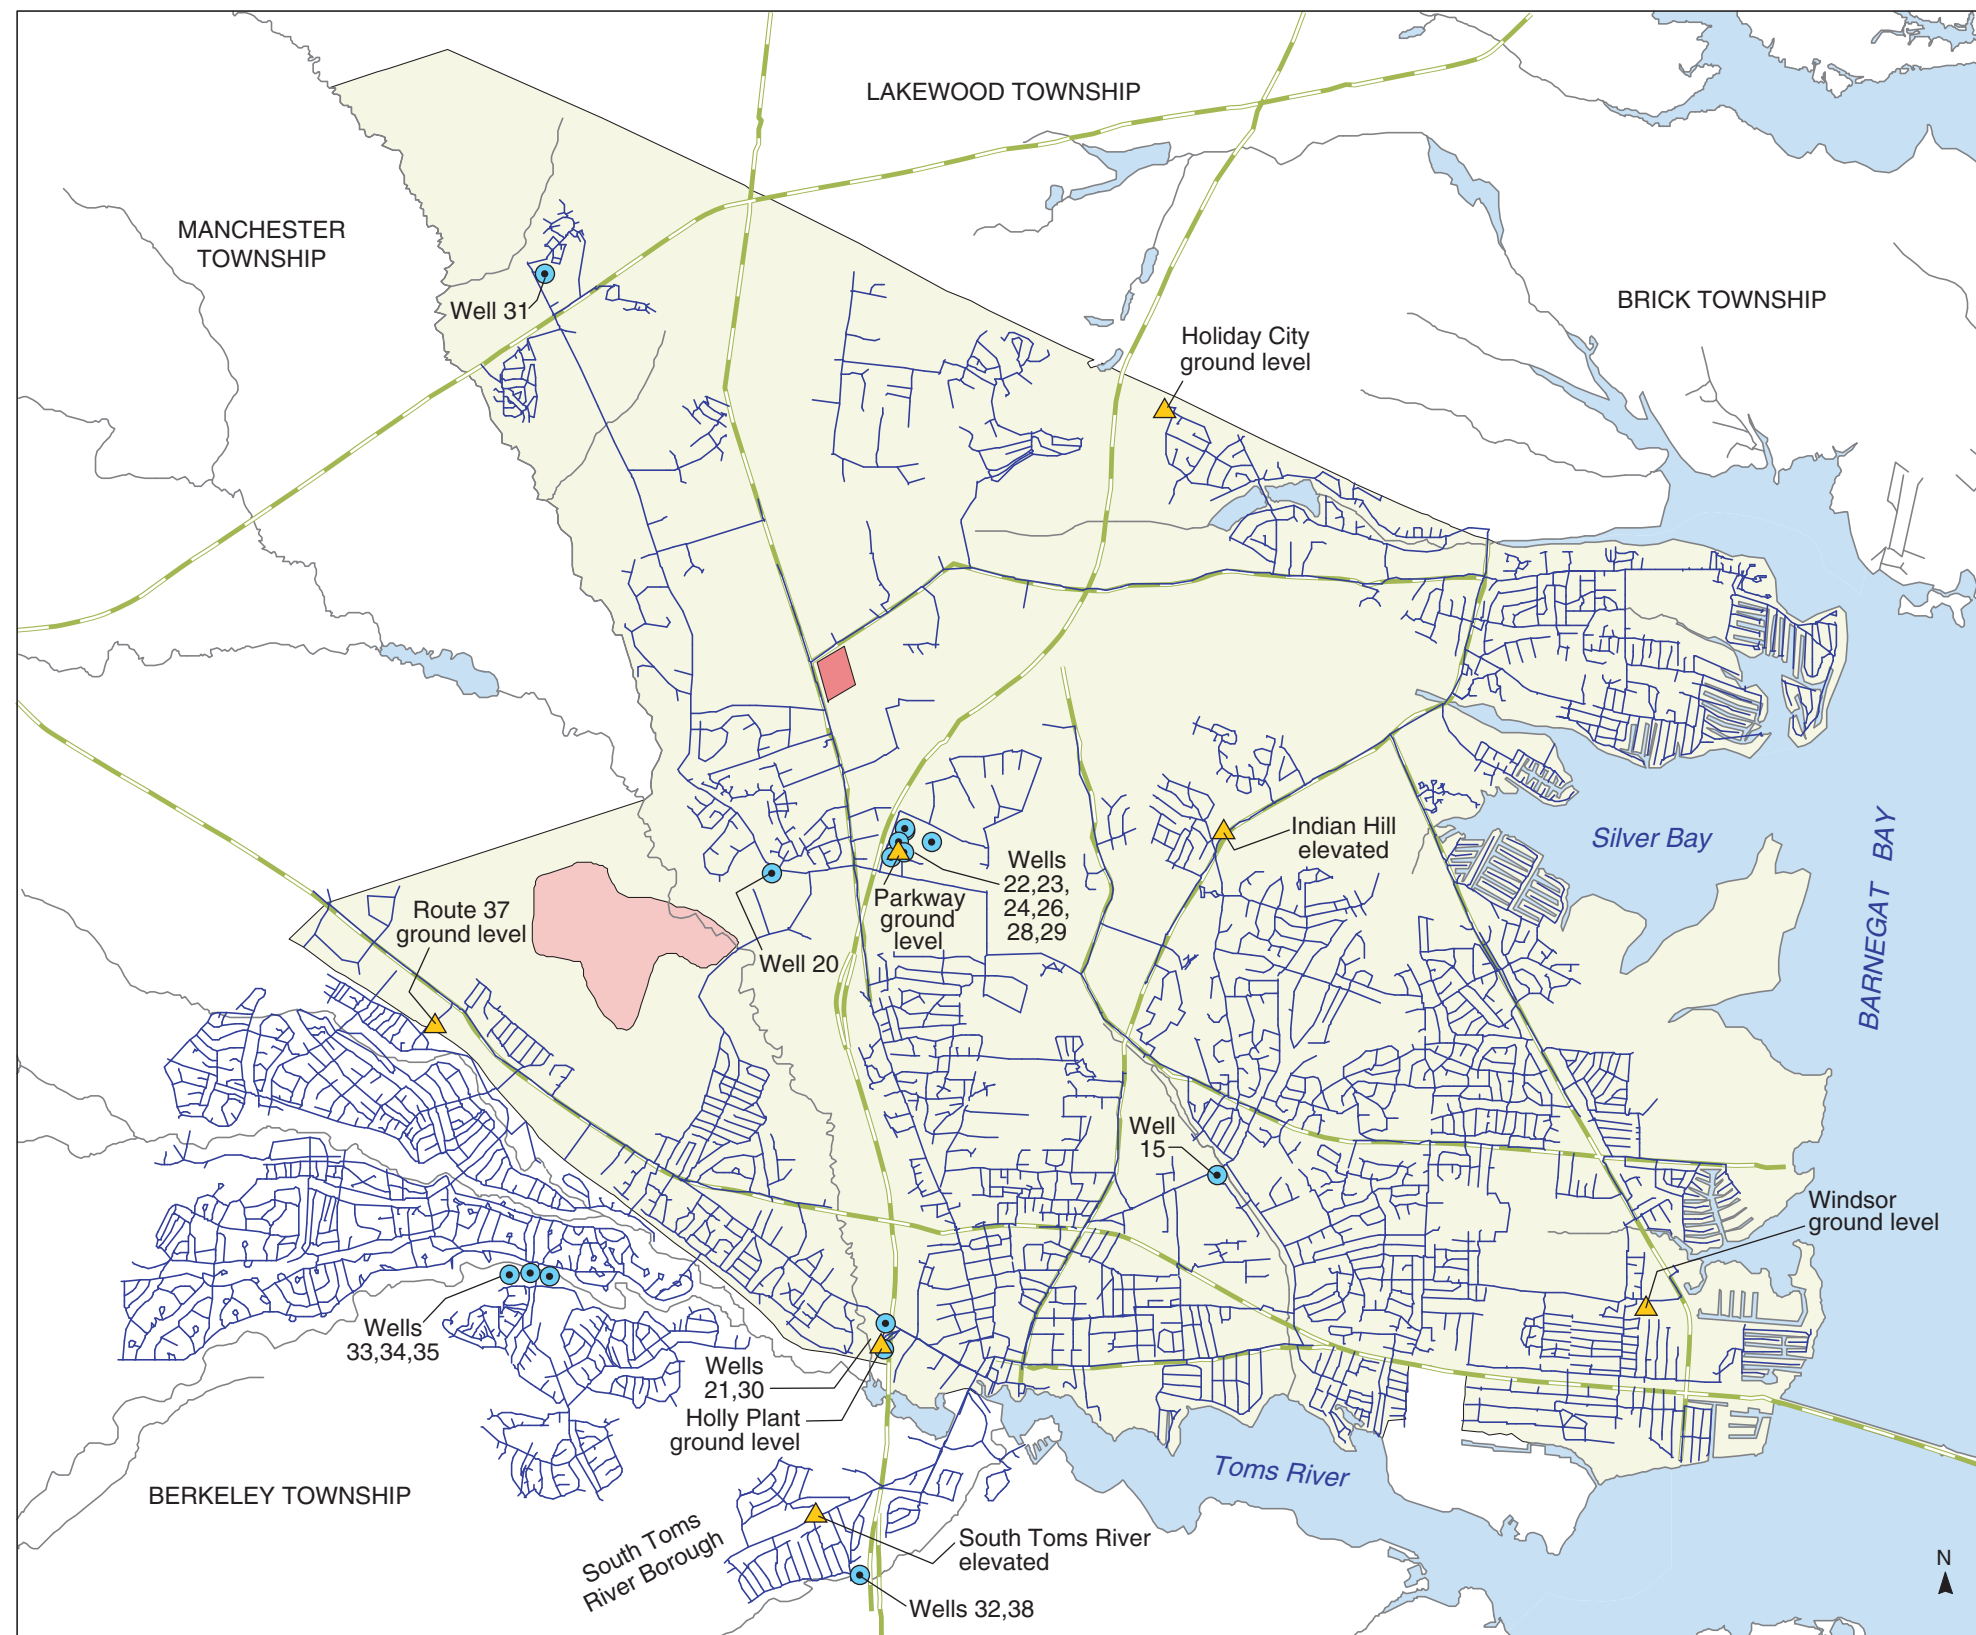 LAKEWOOD TOWNSHIP
MANCHESTER
TOWNSHIP
BRICK TOWNSHIP
Well 31
Holiday City
ground level
Indian Hill
elevated
Silver Bay
BARNEGAT BAY
Wells
22,23,
24,26,
28,29
Parkway
ground
level
Route 37
ground level
Well 20
Well
15
Windsor
ground level
Wells
33,34,35
Wells
21,30
Holly Plant
ground level
Toms River
BERKELEY TOWNSHIP
South Toms
River Borough
South Toms River
elevated
N
Wells 32,38